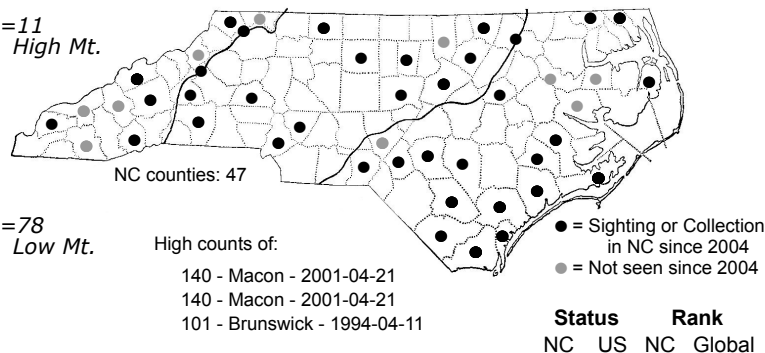 =11
High Mt.
NC counties: 47
=78
Low Mt.
High counts of:
140 - Macon - 2001-04-21
140 - Macon - 2001-04-21
101 - Brunswick - 1994-04-11
= Sighting or Collection
in NC since 2004
= Not seen since 2004
Status Rank
NC US NC Global